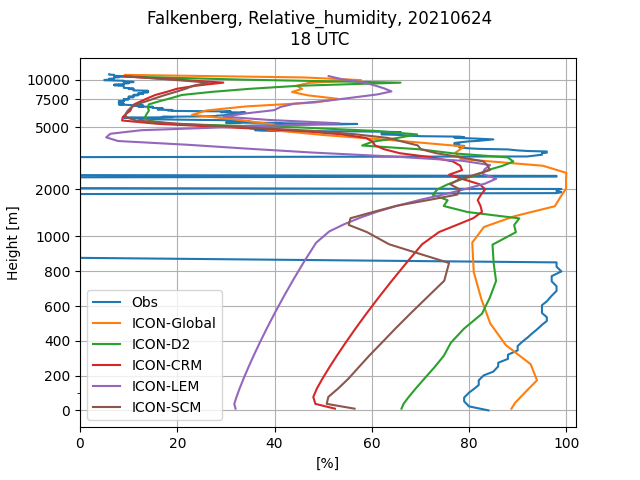 Falkenberg, Relative_humidity, 20210624
18 UTC
10000
7500
5000
2000
1000
800
600
400
200
0
Height [m]
Obs
ICON-Global
ICON-D2
ICON-CRM
ICON-LEM
ICON-SCM
0 20 40 60 80 100
[%]